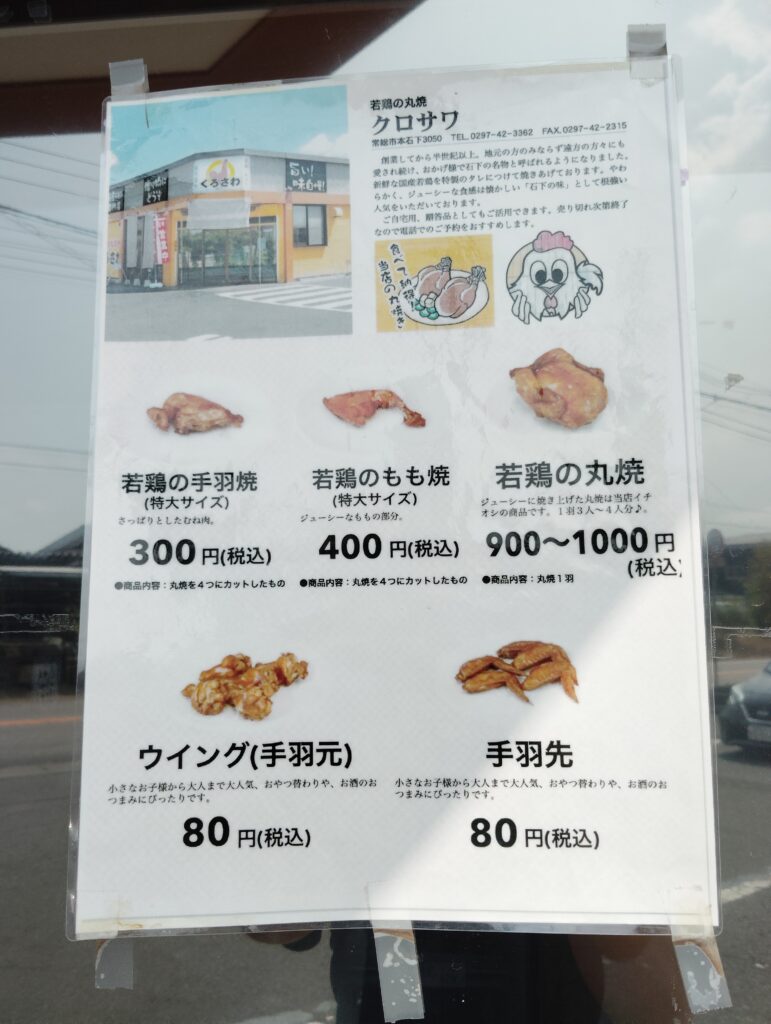 若鶏の丸焼
クロサワ
常総市本石下3050 TEL.0297-42-3362 FAX.0297-42-2315
創業してから半世紀以上。地元の方のみならず遠方の方々にも
愛され続け、おかげ様で石下の名物と呼ばれるようになりました。
新鮮な国産若鶏を特製のタレにつけて焼きあげております。やわ
らかく、ジューシーな食感は懐かしい「石下の味」として根強い
人気をいただいております。
ご自宅用、贈答品としてもご活用できます。売り切れ次第終了
なので電話でのご予約をおすすめします。
くろさわ
旨い!
味自慢!
営業中
食べて納得!
当店の丸焼き
若鶏の手羽焼
(特大サイズ)
さっぱりとしたむね肉。
300円(税込)
●商品内容:丸焼を4つにカットしたもの
若鶏のもも焼
(特大サイズ)
ジューシーなももの部分。
400円(税込)
●商品内容:丸焼を4つにカットしたもの
若鶏の丸焼
ジューシーに焼き上げた丸焼は当店イチ
オシの商品です。1羽3人〜4人分♪。
900〜1000円
(税込)
●商品内容:丸焼1羽
ウイング(手羽元)
小さなお子様から大人まで大人気、おやつ替わりや、お酒のお
つまみにぴったりです。
80円(税込)
手羽先
小さなお子様から大人まで大人気、おやつ替わりや、お酒のお
つまみにぴったりです。
80円(税込)